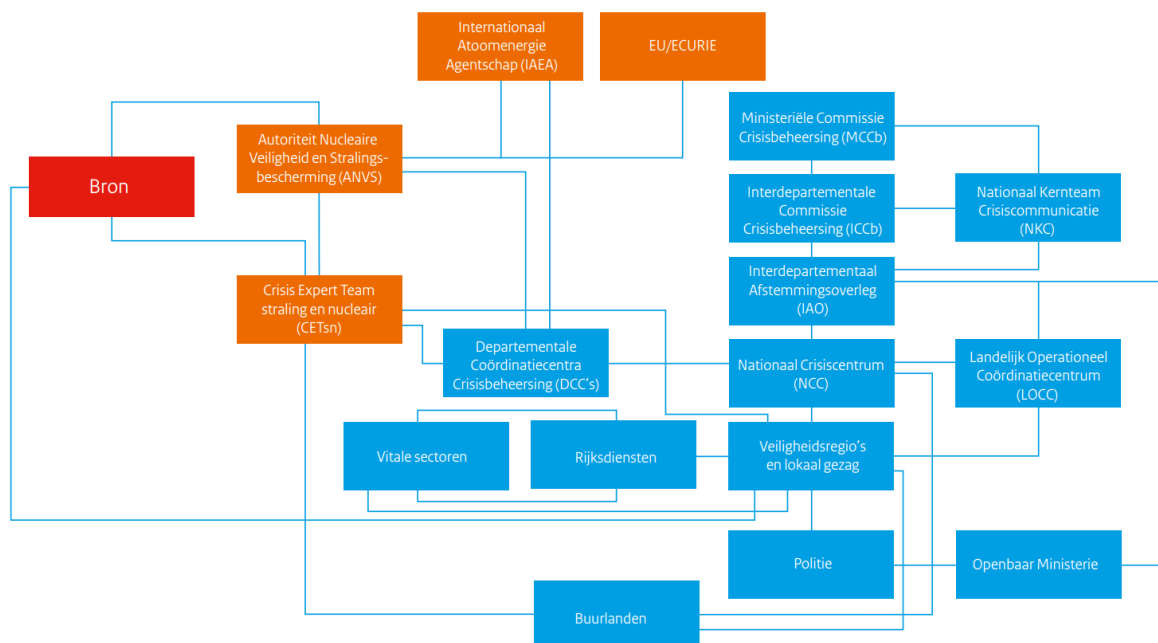 Internationaal
Atoomenergie
Agentschap (IAEA)
EU/ECURIE
Ministeriële Commissie
Crisisbeheersing (MCCb)
Autoriteit Nucleaire
Veiligheid en Stralings-
bescherming (ANVS)
Bron
Interdepartementale
Commissie
Crisisbeheersing (ICCb)
Nationaal Kernteam
Crisiscommunicatie
(NKC)
Interdepartementaal
Afstemmingsoverleg
(IAO)
Crisis Expert Team
straling en nucleair
(CETsn)
Departementale
Coördinatiecentra
Crisisbeheersing (DCC's)
Nationaal Crisiscentrum
(NCC)
Landelijk Operationeel
Coördinatiecentrum
(LOCC)
Vitale sectoren
Rijksdiensten
Veiligheidsregio's
en lokaal gezag
Politie
Openbaar Ministerie
Buurlanden